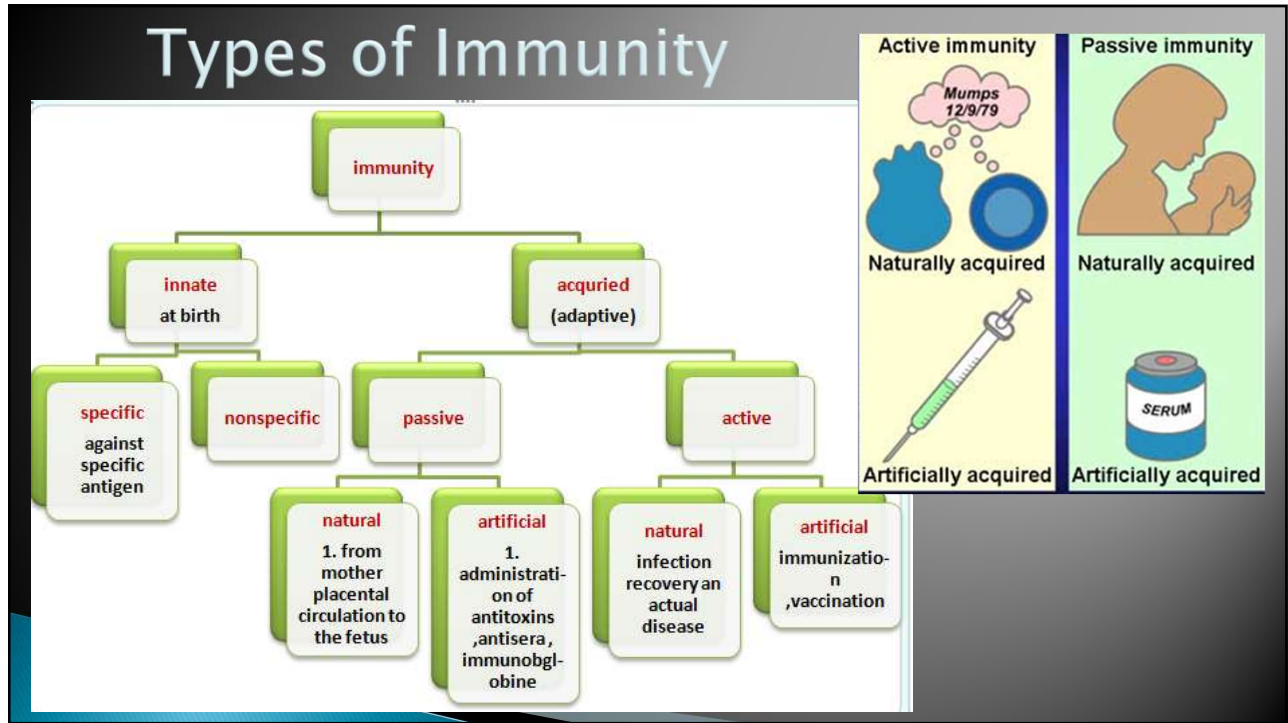 Types of Immunity
immunity
innate
at birth
acquried
(adaptive)
specific
against
specific
antigen
nonspecific
passive
active
natural
1. from
mother
placental
circulation to
the fetus
artificial
1.
administrati-
on of
antitoxins
,antisera ,
immunobgl-
obine
natural
infection
recovery an
actual
disease
artificial
immunizatio-
n
,vaccination
Active immunity
Mumps
12/9/79
Naturally acquired
Artificially acquired
Passive immunity
Naturally acquired
SERUM
Artificially acquired